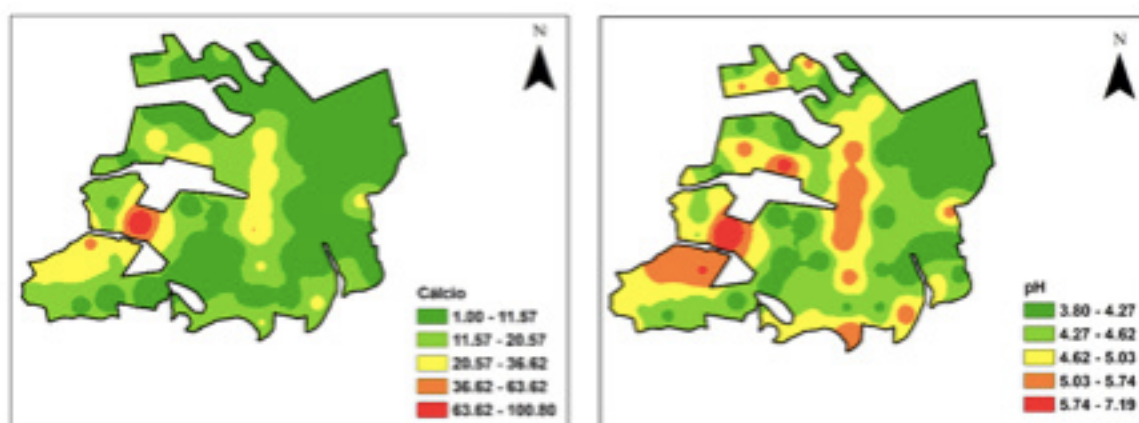 N
Cálcio
1.00 - 11.57
11.57 - 20.57
20.57 - 36.62
36.62 - 63.62
63.62 - 100.80
N
pH
3.80 - 4.27
4.27 - 4.62
4.62 - 5.03
5.03 - 5.74
5.74 - 7.19